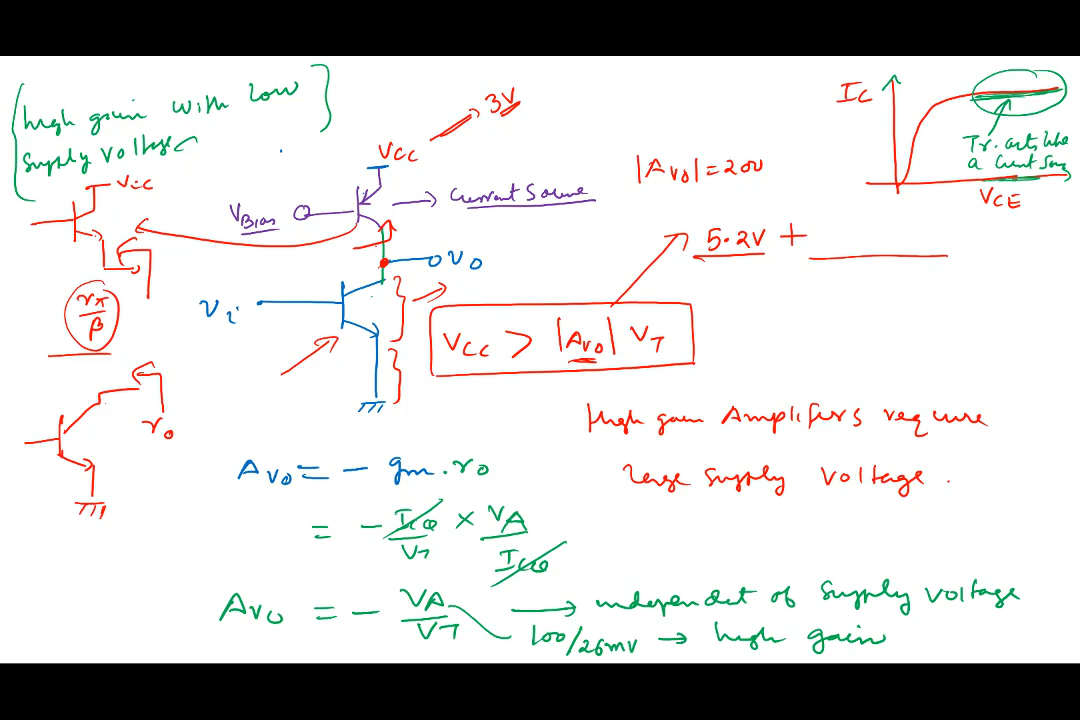 High gain with low
supply voltage
VCC
3V
VCC
VBias
Current Source
|Avo| = 200
IC
Tr. acts like
a Current Sou
VCE
Vo
Vi
5.2V +
VCC > |Avo| VT
rπ/β
ro
High gain Amplifiers require
large supply voltage.
Avo = - gm.ro
= - ICQ/VT × VA/ICQ
Avo = - VA/VT → independent of supply voltage
100/26mV → high gain